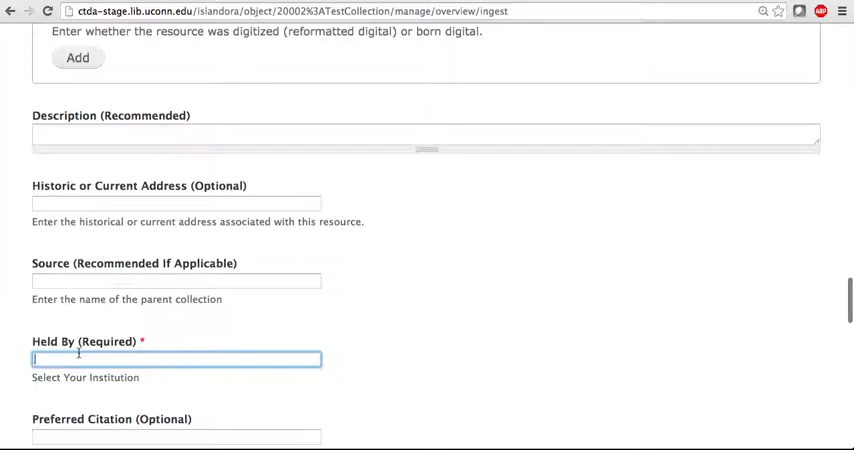 ctda-stage.lib.uconn.edu/islandora/object/20002%3ATestCollection/manage/overview/ingest
ABP
Enter whether the resource was digitized (reformatted digital) or born digital.
Add
Description (Recommended)
Historic or Current Address (Optional)
Enter the historical or current address associated with this resource.
Source (Recommended If Applicable)
Enter the name of the parent collection
Held By (Required) *
Select Your Institution
Preferred Citation (Optional)